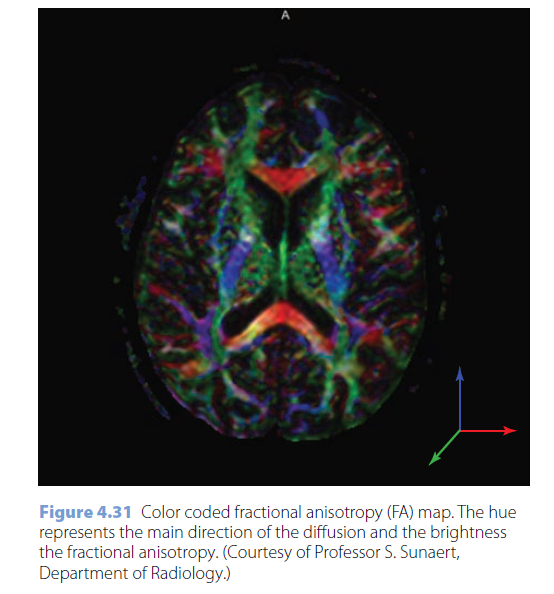 A
Figure 4.31 Color coded fractional anisotropy (FA) map. The hue
represents the main direction of the diffusion and the brightness
the fractional anisotropy. (Courtesy of Professor S. Sunaert,
Department of Radiology.)